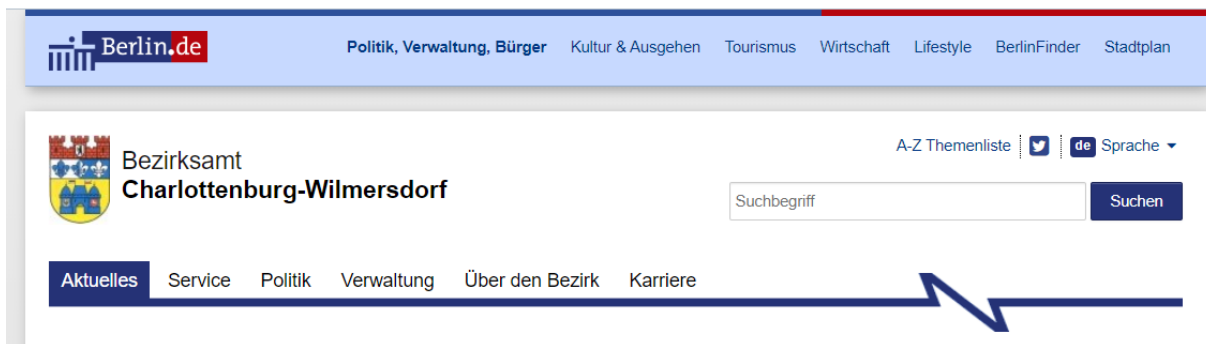 Berlin.de
Politik, Verwaltung, Bürger Kultur & Ausgehen Tourismus Wirtschaft Lifestyle BerlinFinder Stadtplan
A-Z Themenliste de Sprache
Bezirksamt
Charlottenburg-Wilmersdorf
Suchbegriff Suchen
Aktuelles Service Politik Verwaltung Über den Bezirk Karriere